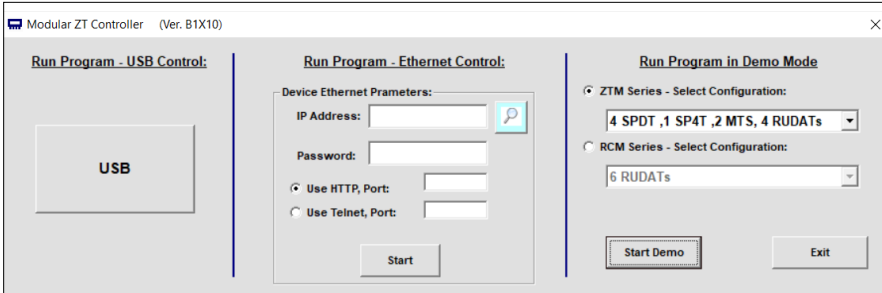 Modular ZT Controller (Ver. B1X10)
Run Program - USB Control:
USB
Run Program - Ethernet Control:
Device Ethernet Prameters:
IP Address:
Password:
Use HTTP, Port:
Use Telnet, Port:
Start
Run Program in Demo Mode
ZTM Series - Select Configuration:
4 SPDT ,1 SP4T ,2 MTS, 4 RUDATs
RCM Series - Select Configuration:
6 RUDATs
Start Demo
Exit